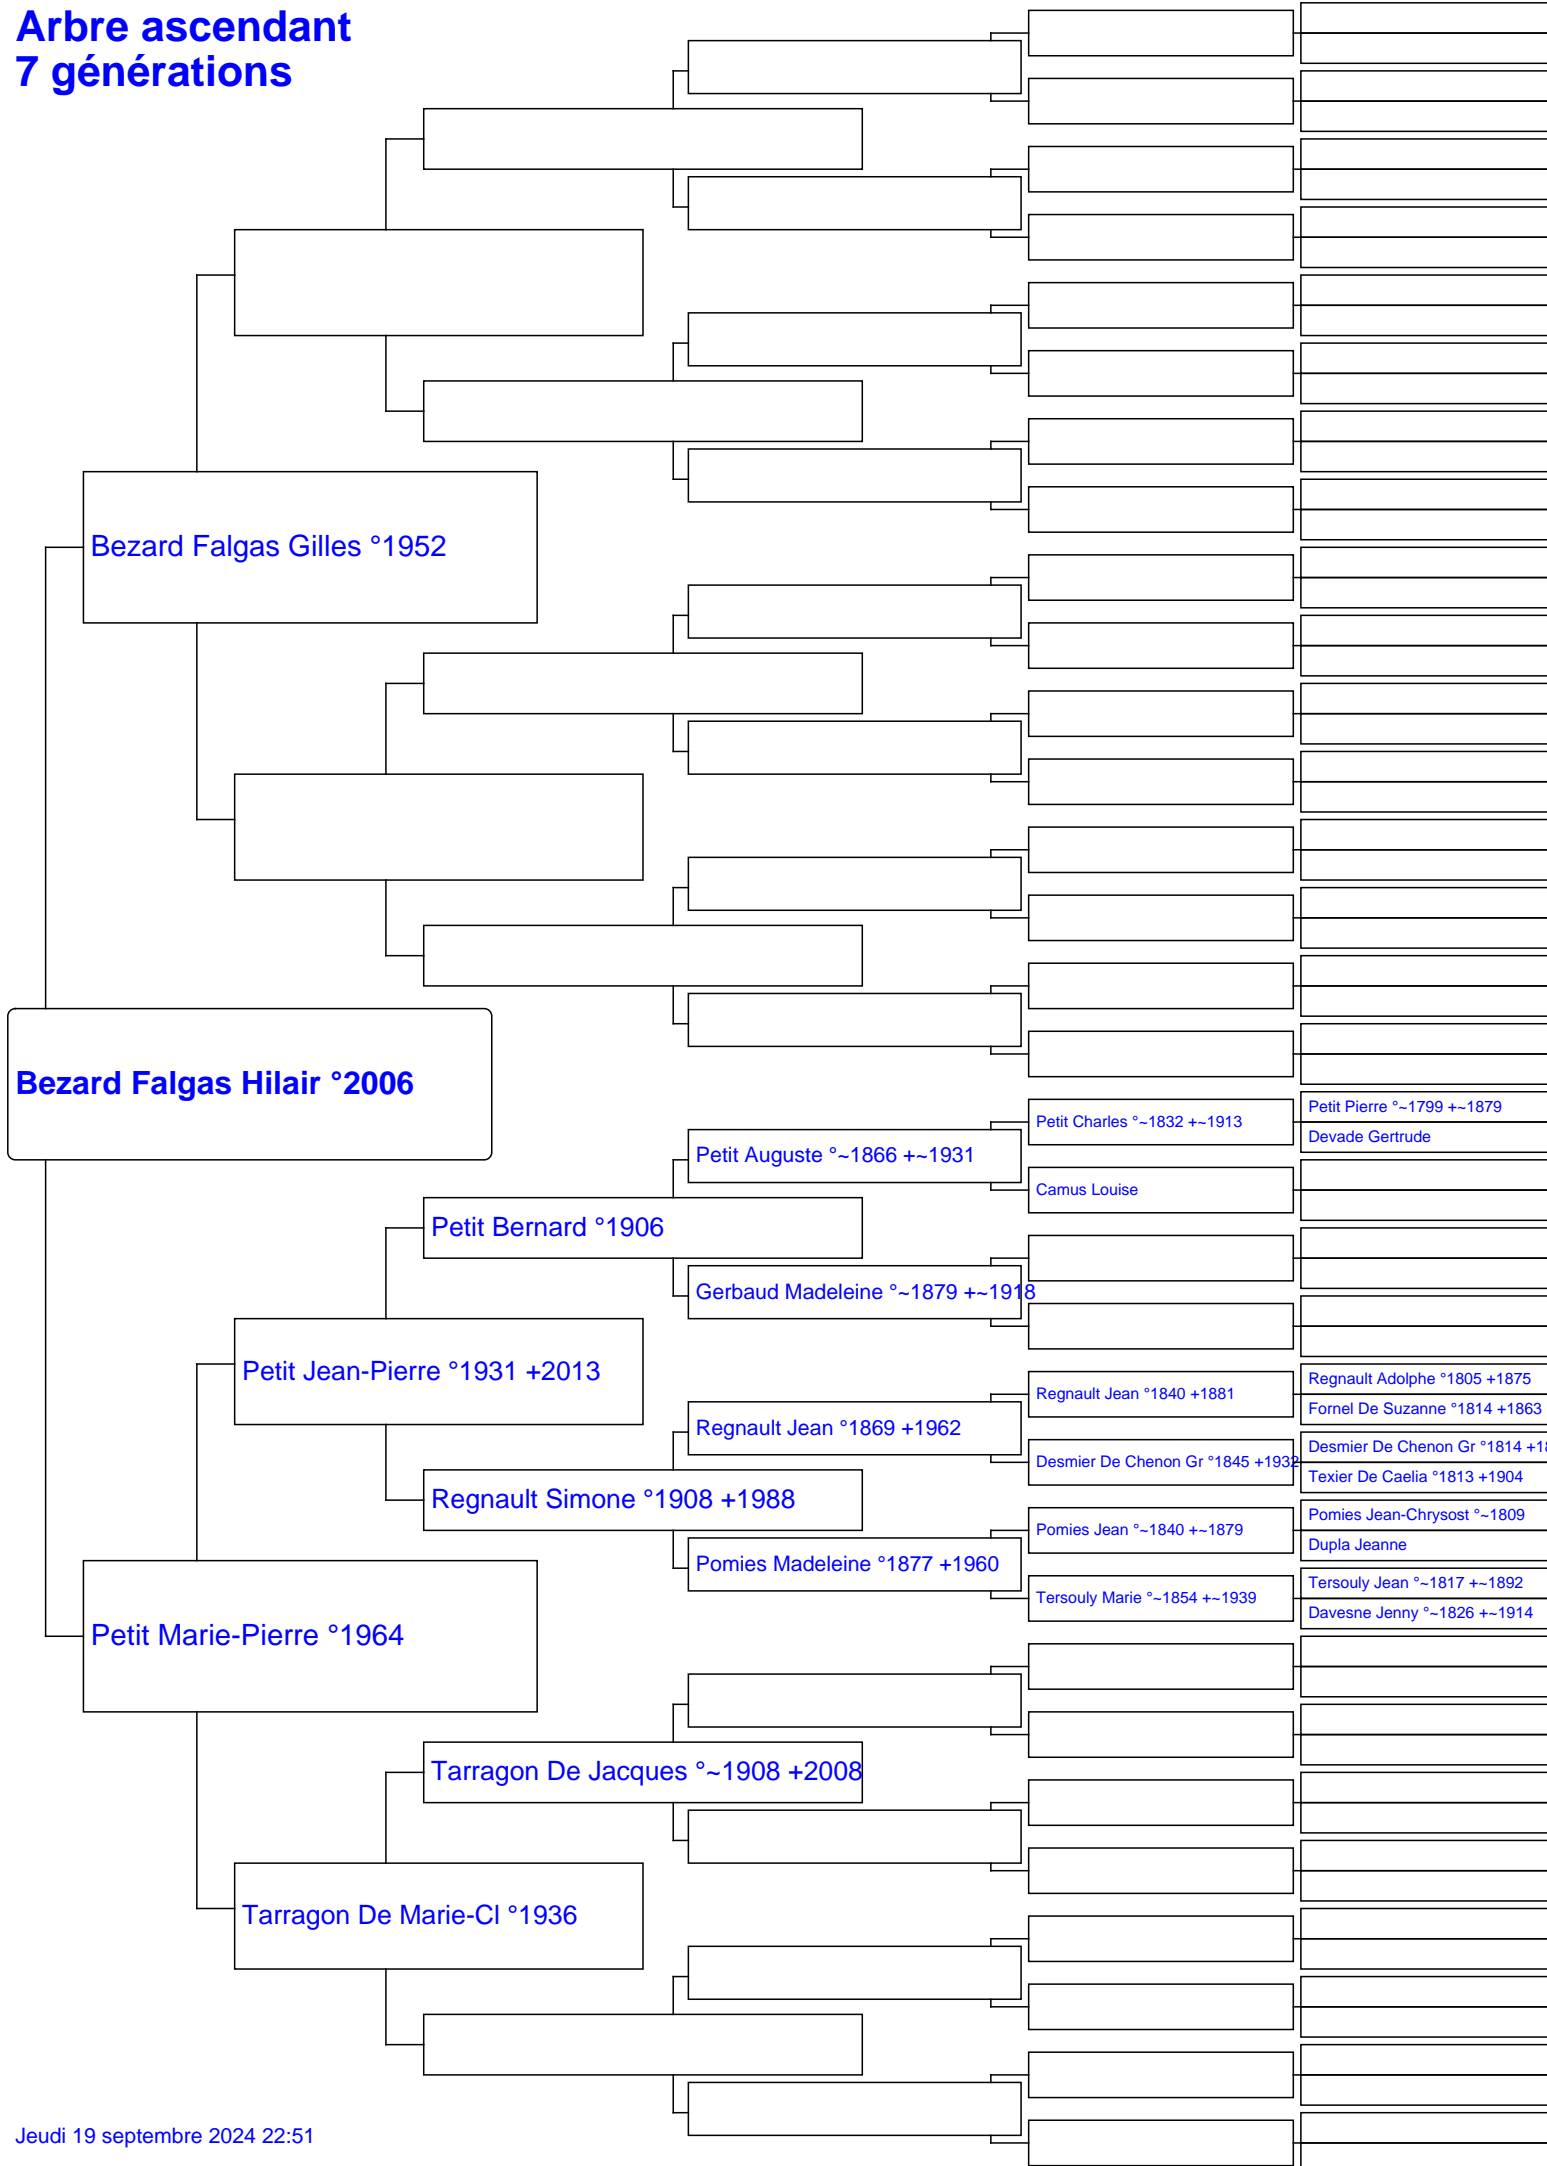 Arbre ascendant
7 générations
Bezard Falgas Gilles °1952
Bezard Falgas Hilair °2006
Petit Pierre °~1799 +~1879
Petit Charles °~1832 +~1913
Devade Gertrude
Petit Auguste °~1866 +~1931
Camus Louise
Petit Bernard °1906
Gerbaud Madeleine °~1879 +~1918
Petit Jean-Pierre °1931 +2013
Regnault Adolphe °1805 +1875
Regnault Jean °1840 +1881
Fornel De Suzanne °1814 +1863
Regnault Jean °1869 +1962
Desmier De Chenon Gr °1814 +18
Desmier De Chenon Gr °1845 +1932
Texier De Caelia °1813 +1904
Regnault Simone °1908 +1988
Pomies Jean-Chrysost °~1809
Pomies Jean °~1840 +~1879
Dupla Jeanne
Pomies Madeleine °1877 +1960
Tersouly Jean °~1817 +~1892
Tersouly Marie °~1854 +~1939
Davesne Jenny °~1826 +~1914
Petit Marie-Pierre °1964
Tarragon De Jacques °~1908 +2008
Tarragon De Marie-Cl °1936
Jeudi 19 septembre 2024 22:51